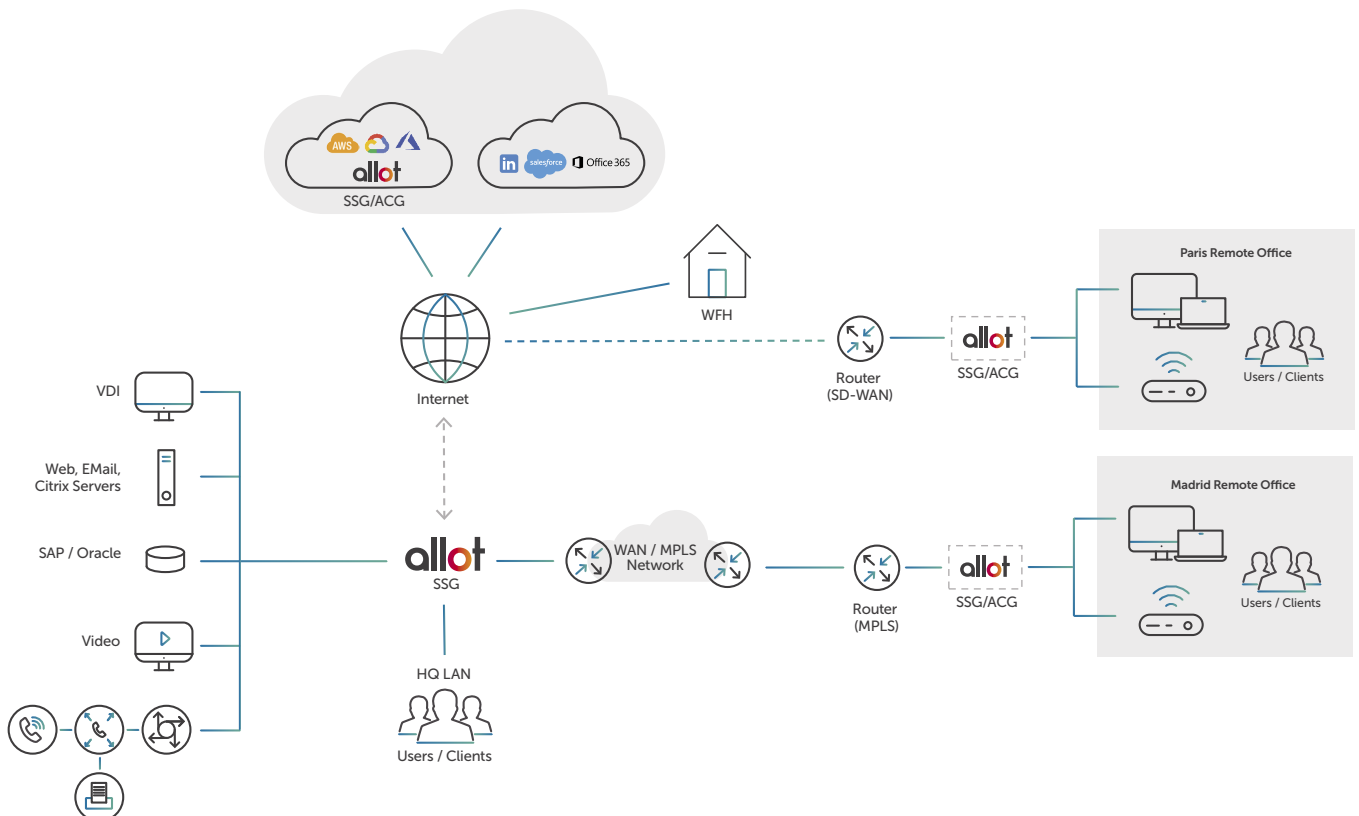 AWS
allot
SSG/ACG
in
salesforce
Office 365
WFH
Internet
Router
(SD-WAN)
allot
SSG/ACG
Paris Remote Office
Users / Clients
VDI
Web, EMail,
Citrix Servers
SAP / Oracle
Video
allot
SSG
WAN / MPLS
Network
Router
(MPLS)
allot
SSG/ACG
Madrid Remote Office
Users / Clients
HQ LAN
Users / Clients